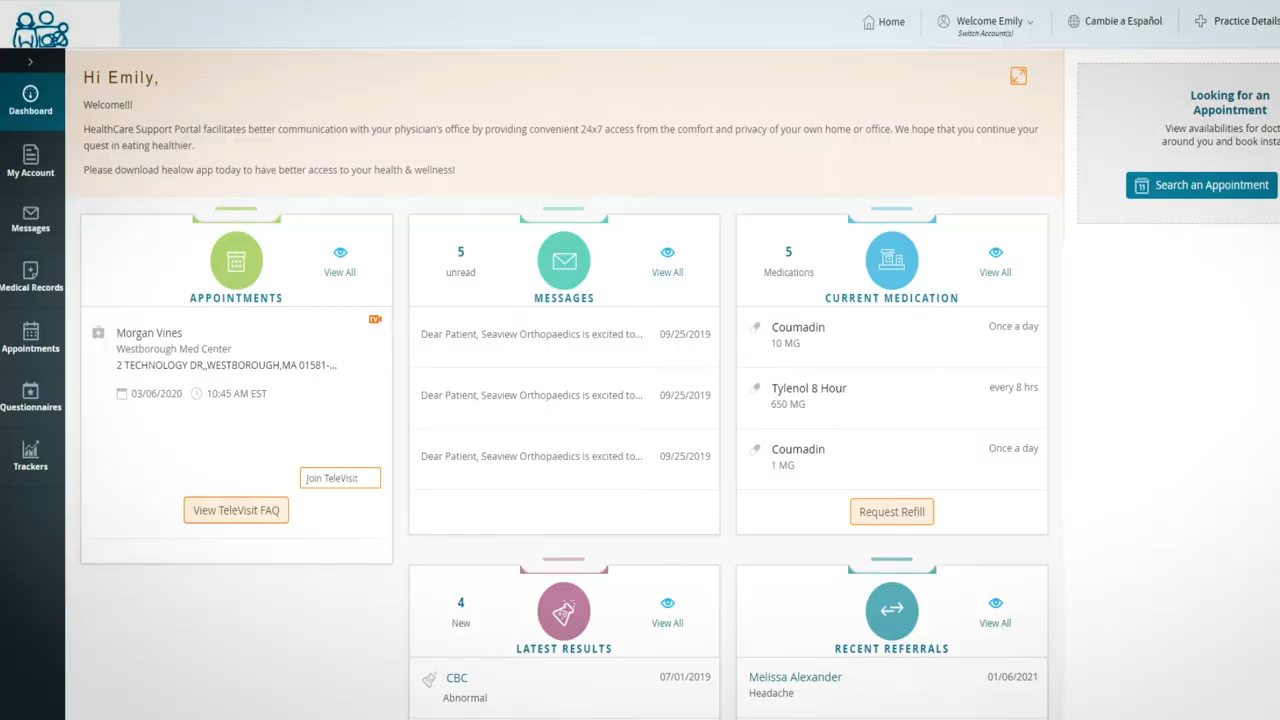 Home
Welcome Emily
Switch Account(s)
Cambie a Español
Practice Details
Dashboard
My Account
Messages
Medical Records
Appointments
Questionnaires
Trackers
Hi Emily,
Welcome!!!
HealthCare Support Portal facilitates better communication with your physician's office by providing convenient 24x7 access from the comfort and privacy of your own home or office. We hope that you continue your
quest in eating healthier.
Please download healow app today to have better access to your health & wellness!
Looking for an
Appointment
View availabilities for doct
around you and book insta
11
Search an Appointment
View All
APPOINTMENTS
TV
Morgan Vines
Westborough Med Center
2 TECHNOLOGY DR,,WESTBOROUGH,MA 01581-...
03/06/2020 10:45 AM EST
Join TeleVisit
View TeleVisit FAQ
5
unread
View All
MESSAGES
Dear Patient, Seaview Orthopaedics is excited to... 09/25/2019
Dear Patient, Seaview Orthopaedics is excited to... 09/25/2019
Dear Patient, Seaview Orthopaedics is excited to... 09/25/2019
5
Medications
View All
CURRENT MEDICATION
Coumadin Once a day
10 MG
Tylenol 8 Hour every 8 hrs
650 MG
Coumadin Once a day
1 MG
Request Refill
4
New
View All
LATEST RESULTS
CBC 07/01/2019
Abnormal
View All
RECENT REFERRALS
Melissa Alexander 01/06/2021
Headache